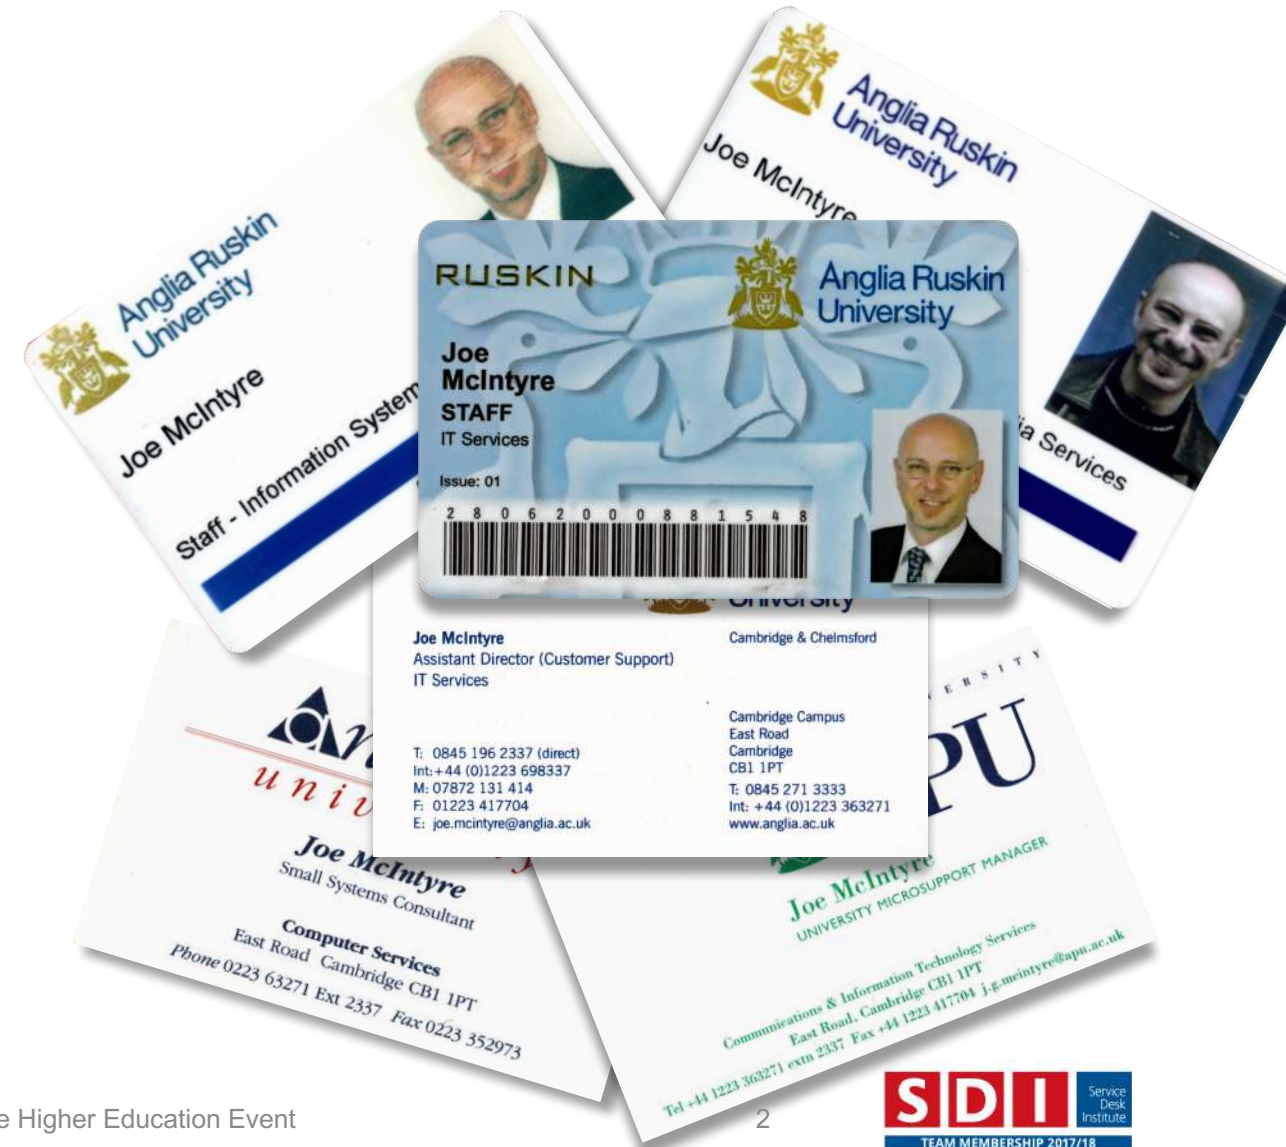 Anglia Ruskin
University
Joe McIntyre
Staff - Information System
Anglia Ruskin
University
Joe McIntyre
Services
RUSKIN
Anglia Ruskin
University
Joe
McIntyre
STAFF
IT Services
Issue: 01
2 8 0 6 2 0 0 0 8 8 1 5 4 8
University
Joe McIntyre
Assistant Director (Customer Support)
IT Services
Cambridge & Chelmsford
T: 0845 196 2337 (direct)
Int:+44 (0)1223 698337
M: 07872 131 414
F: 01223 417704
E: joe.mcintyre@anglia.ac.uk
Cambridge Campus
East Road
Cambridge
CB1 1PT
T: 0845 271 3333
Int: +44 (0)1223 363271
www.anglia.ac.uk
Joe McIntyre
Small Systems Consultant
Computer Services
East Road Cambridge CB1 1PT
Phone 0223 63271 Ext 2337 Fax 0223 352973
PU
Joe McIntyre
UNIVERSITY MICROSUPPORT MANAGER
Communications & Information Technology Services
East Road, Cambridge CB1 1PT
Tel +44 1223 363271 extn 2337 Fax +44 1223 417704 j.g.mcintyre@apu.ac.uk
e Higher Education Event
2
SDI
Service
Desk
Institute
TEAM MEMBERSHIP 2017/18